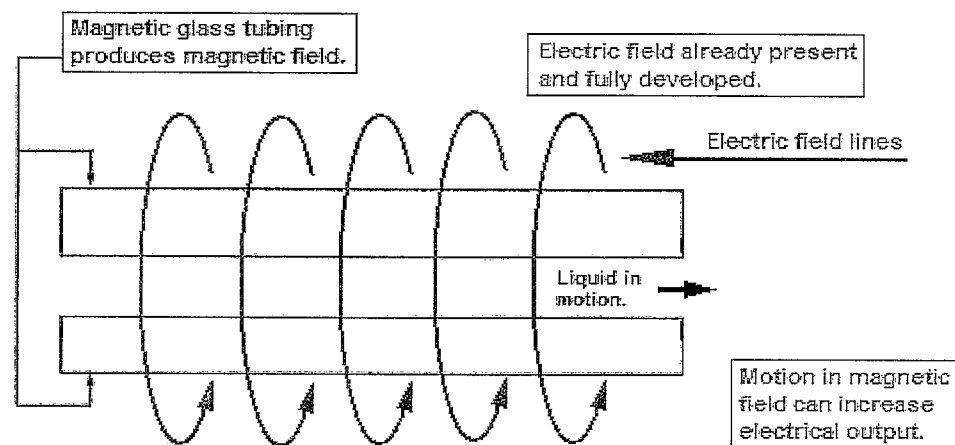 Magnetic glass tubing
produces magnetic field.
Electric field already present
and fully developed.
Electric field lines
Liquid in
motion.
Motion in magnetic
field can increase
electrical output.